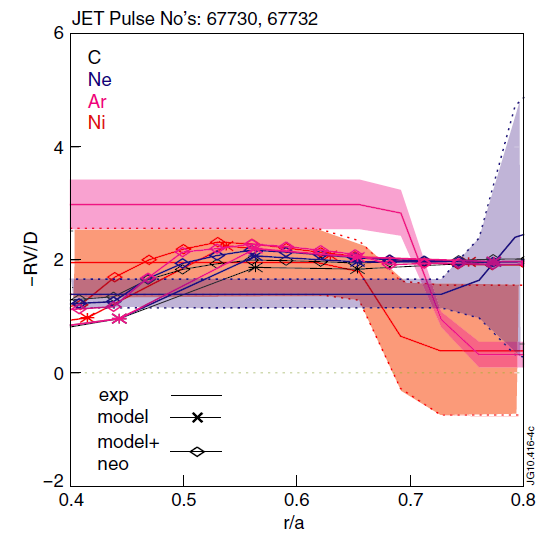 JET Pulse No's: 67730, 67732
6
C
Ne
Ar
Ni
4
2
−RV/D
0
exp
model
model+
neo
−2
0.4 0.5 0.6 0.7 0.8
r/a
JG10.416-4c